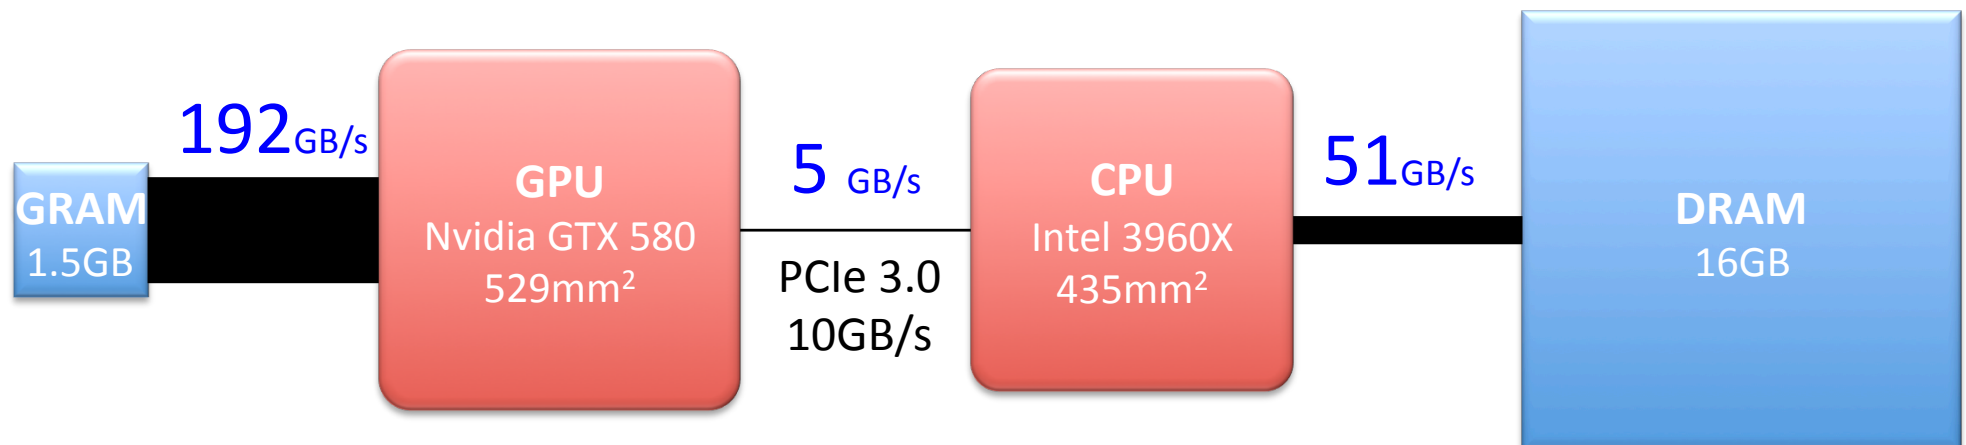 GRAM
1.5GB
192GB/s
GPU
Nvidia GTX 580
529mm²
5 GB/s
PCIe 3.0
10GB/s
CPU
Intel 3960X
435mm²
51GB/s
DRAM
16GB